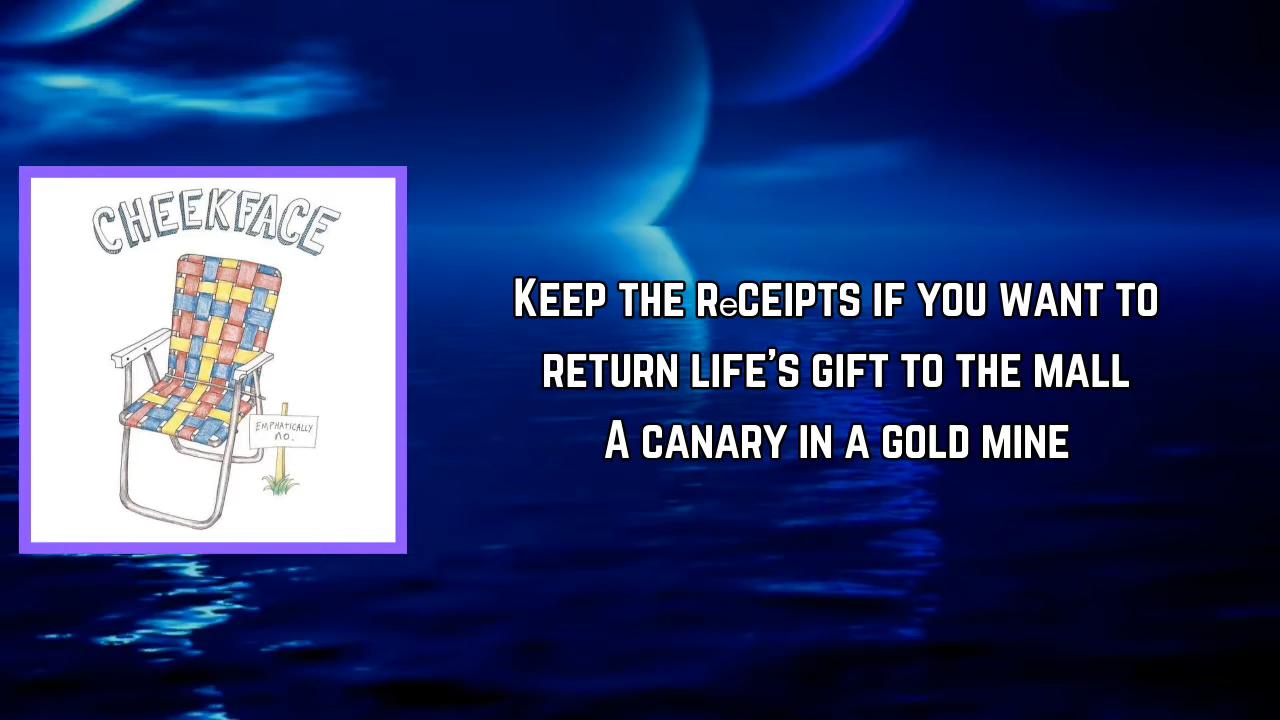 CHEEKFACE
EMPHATICALLY
NO.
KEEP THE ReCEIPTS IF YOU WANT TO
RETURN LIFE'S GIFT TO THE MALL
A CANARY IN A GOLD MINE